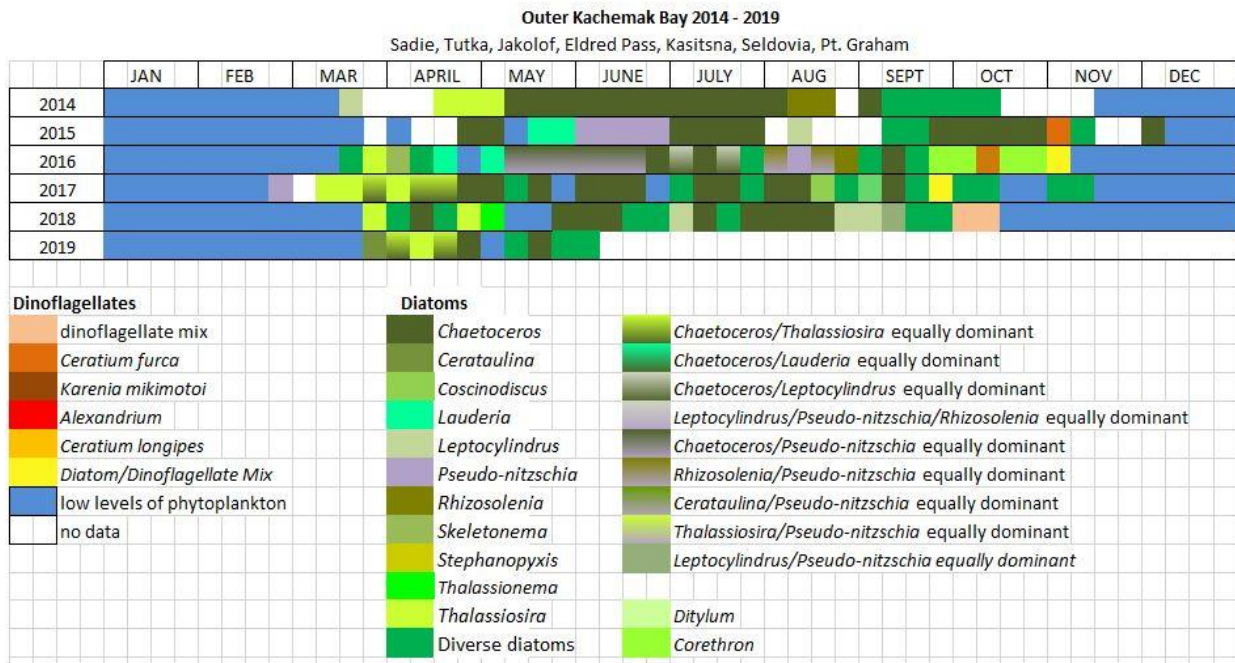 Outer Kachemak Bay 2014 - 2019
Sadie, Tutka, Jakolof, Eldred Pass, Kasitsna, Seldovia, Pt. Graham
JAN FEB MAR APRIL MAY JUNE JULY AUG SEPT OCT NOV DEC
2014
2015
2016
2017
2018
2019
Dinoflagellates
dinoflagellate mix
Ceratium furca
Karenia mikimotoi
Alexandrium
Ceratium longipes
Diatom/Dinoflagellate Mix
low levels of phytoplankton
no data
Diatoms
Chaetoceros
Cerataulina
Coscinodiscus
Lauderia
Leptocylindrus
Pseudo-nitzschia
Rhizosolenia
Skeletonema
Stephanopyxis
Thalassionema
Thalassiosira
Diverse diatoms
Chaetoceros/Thalassiosira equally dominant
Chaetoceros/Lauderia equally dominant
Chaetoceros/Leptocylindrus equally dominant
Leptocylindrus/Pseudo-nitzschia/Rhizosolenia equally dominant
Chaetoceros/Pseudo-nitzschia equally dominant
Rhizosolenia/Pseudo-nitzschia equally dominant
Cerataulina/Pseudo-nitzschia equally dominant
Thalassiosira/Pseudo-nitzschia equally dominant
Leptocylindrus/Pseudo-nitzschia equally dominant
Ditylum
Corethron